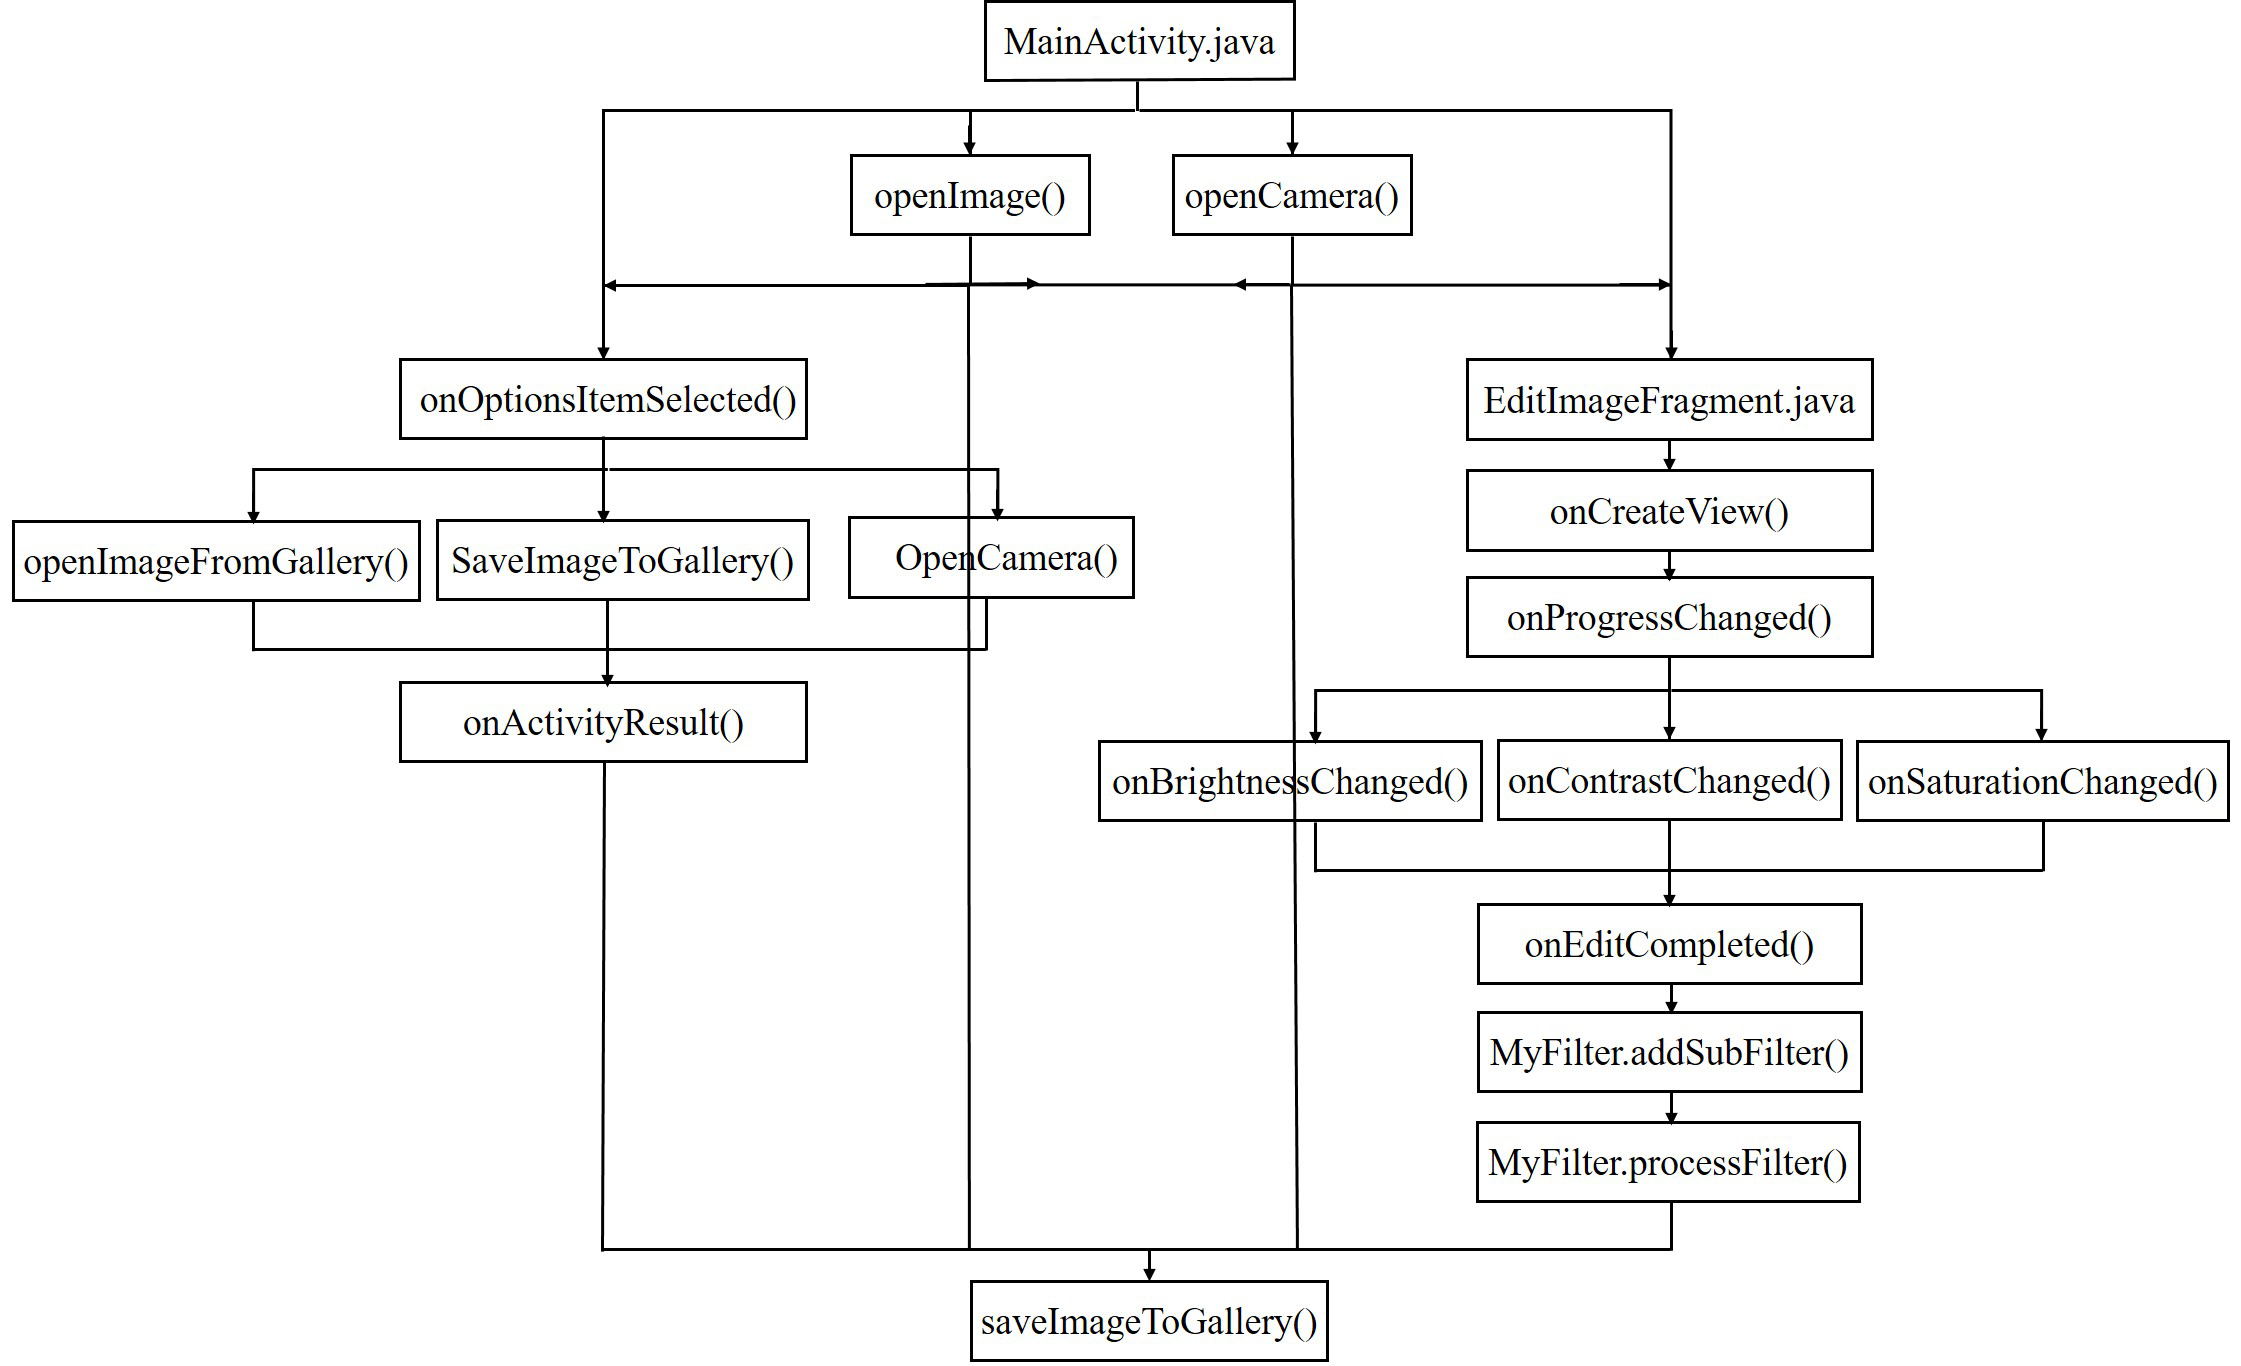 MainActivity.java
openImage()
openCamera()
onOptionsItemSelected()
EditImageFragment.java
onCreateView()
openImageFromGallery()
SaveImageToGallery()
OpenCamera()
onProgressChanged()
onActivityResult()
onBrightnessChanged()
onContrastChanged()
onSaturationChanged()
onEditCompleted()
MyFilter.addSubFilter()
MyFilter.processFilter()
saveImageToGallery()